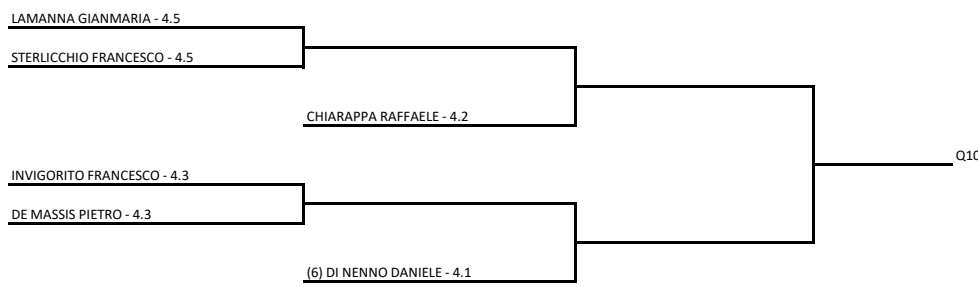 LAMANNA GIANMARIA - 4.5
STERLICCHIO FRANCESCO - 4.5
CHIARAPPA RAFFAELE - 4.2
Q10
INVIGORITO FRANCESCO - 4.3
DE MASSIS PIETRO - 4.3
(6) DI NENNO DANIELE - 4.1